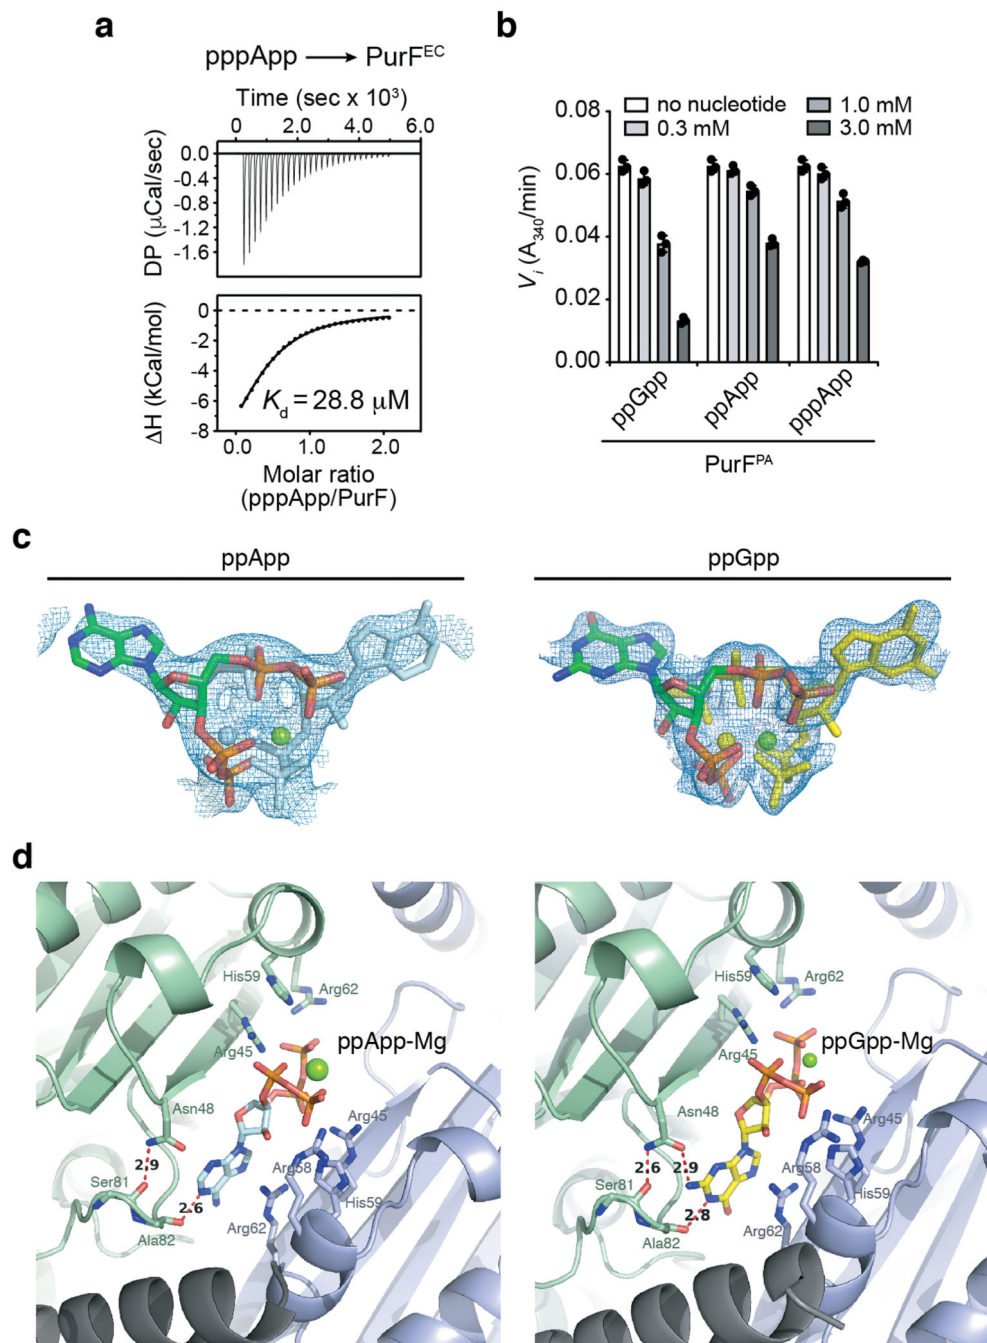 a
pppApp ⟶ PurF^EC
Time (sec x 10³)
0 2.0 4.0 6.0
DP (µCal/sec)
0.0
-0.4
-0.8
-1.2
-1.6
ΔH (kCal/mol)
0
-2
-4
-6
-8
K_d = 28.8 µM
0.0 1.0 2.0
Molar ratio
(pppApp/PurF)
b
no nucleotide 1.0 mM
0.3 mM 3.0 mM
V_i (A_340/min)
0.08
0.06
0.04
0.02
0.00
ppGpp ppApp pppApp
PurF^PA
c
ppApp ppGpp
d
His59
Arg62
Arg45
ppApp-Mg
Asn48
Arg45
2.9
Arg58
Ser81
2.6
His59
Ala82
Arg62
His59
Arg62
Arg45
ppGpp-Mg
Asn48
Arg45
2.6 2.9
Arg58
Ser81
His59
2.8
Ala82
Arg62